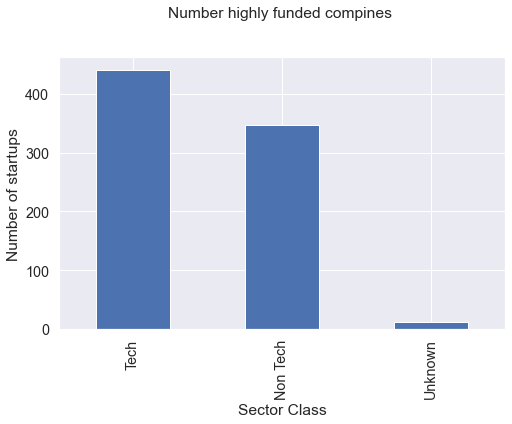 Number highly funded compines
Number of startups
400
300
200
100
0
Tech
Non Tech
Unknown
Sector Class